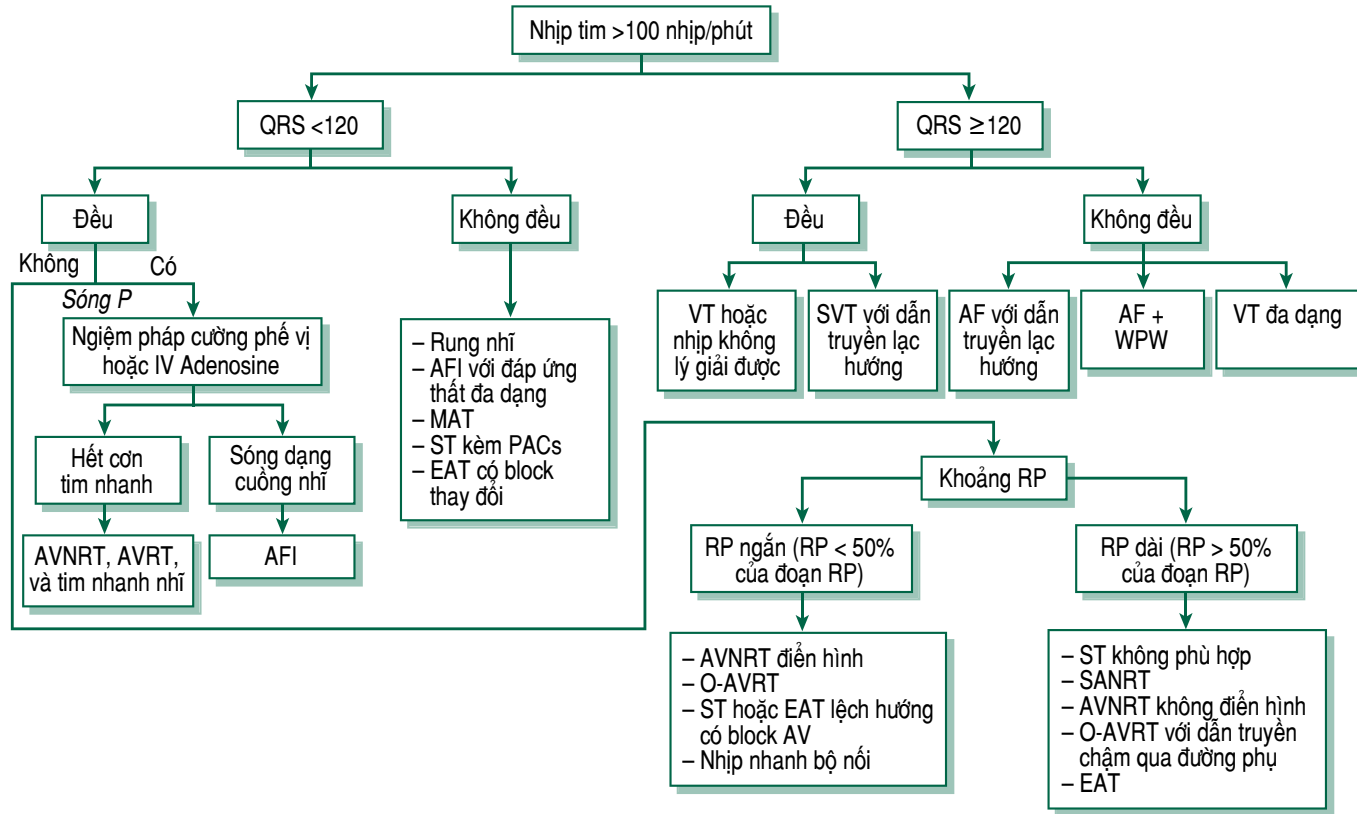 Nhịp tim >100 nhịp/phút
QRS <120
QRS ≥120
Đều
Không đều
Đều
Không đều
Không
Có
Sóng P
Ngiệm pháp cường phế vị
hoặc IV Adenosine
– Rung nhĩ
– AFI với đáp ứng
thất đa dạng
– MAT
– ST kèm PACs
– EAT có block
thay đổi
VT hoặc
nhịp không
lý giải được
SVT với dẫn
truyền lạc
hướng
AF với dẫn
truyền lạc
hướng
AF +
WPW
VT đa dạng
Hết cơn
tim nhanh
Sóng dạng
cuồng nhĩ
AVNRT, AVRT,
và tim nhanh nhĩ
AFI
Khoảng RP
RP ngắn (RP < 50%
của đoạn RP)
RP dài (RP > 50%
của đoạn RP)
– AVNRT điển hình
– O-AVRT
– ST hoặc EAT lệch hướng
có block AV
– Nhịp nhanh bộ nối
– ST không phù hợp
– SANRT
– AVNRT không điển hình
– O-AVRT với dẫn truyền
chậm qua đường phụ
– EAT